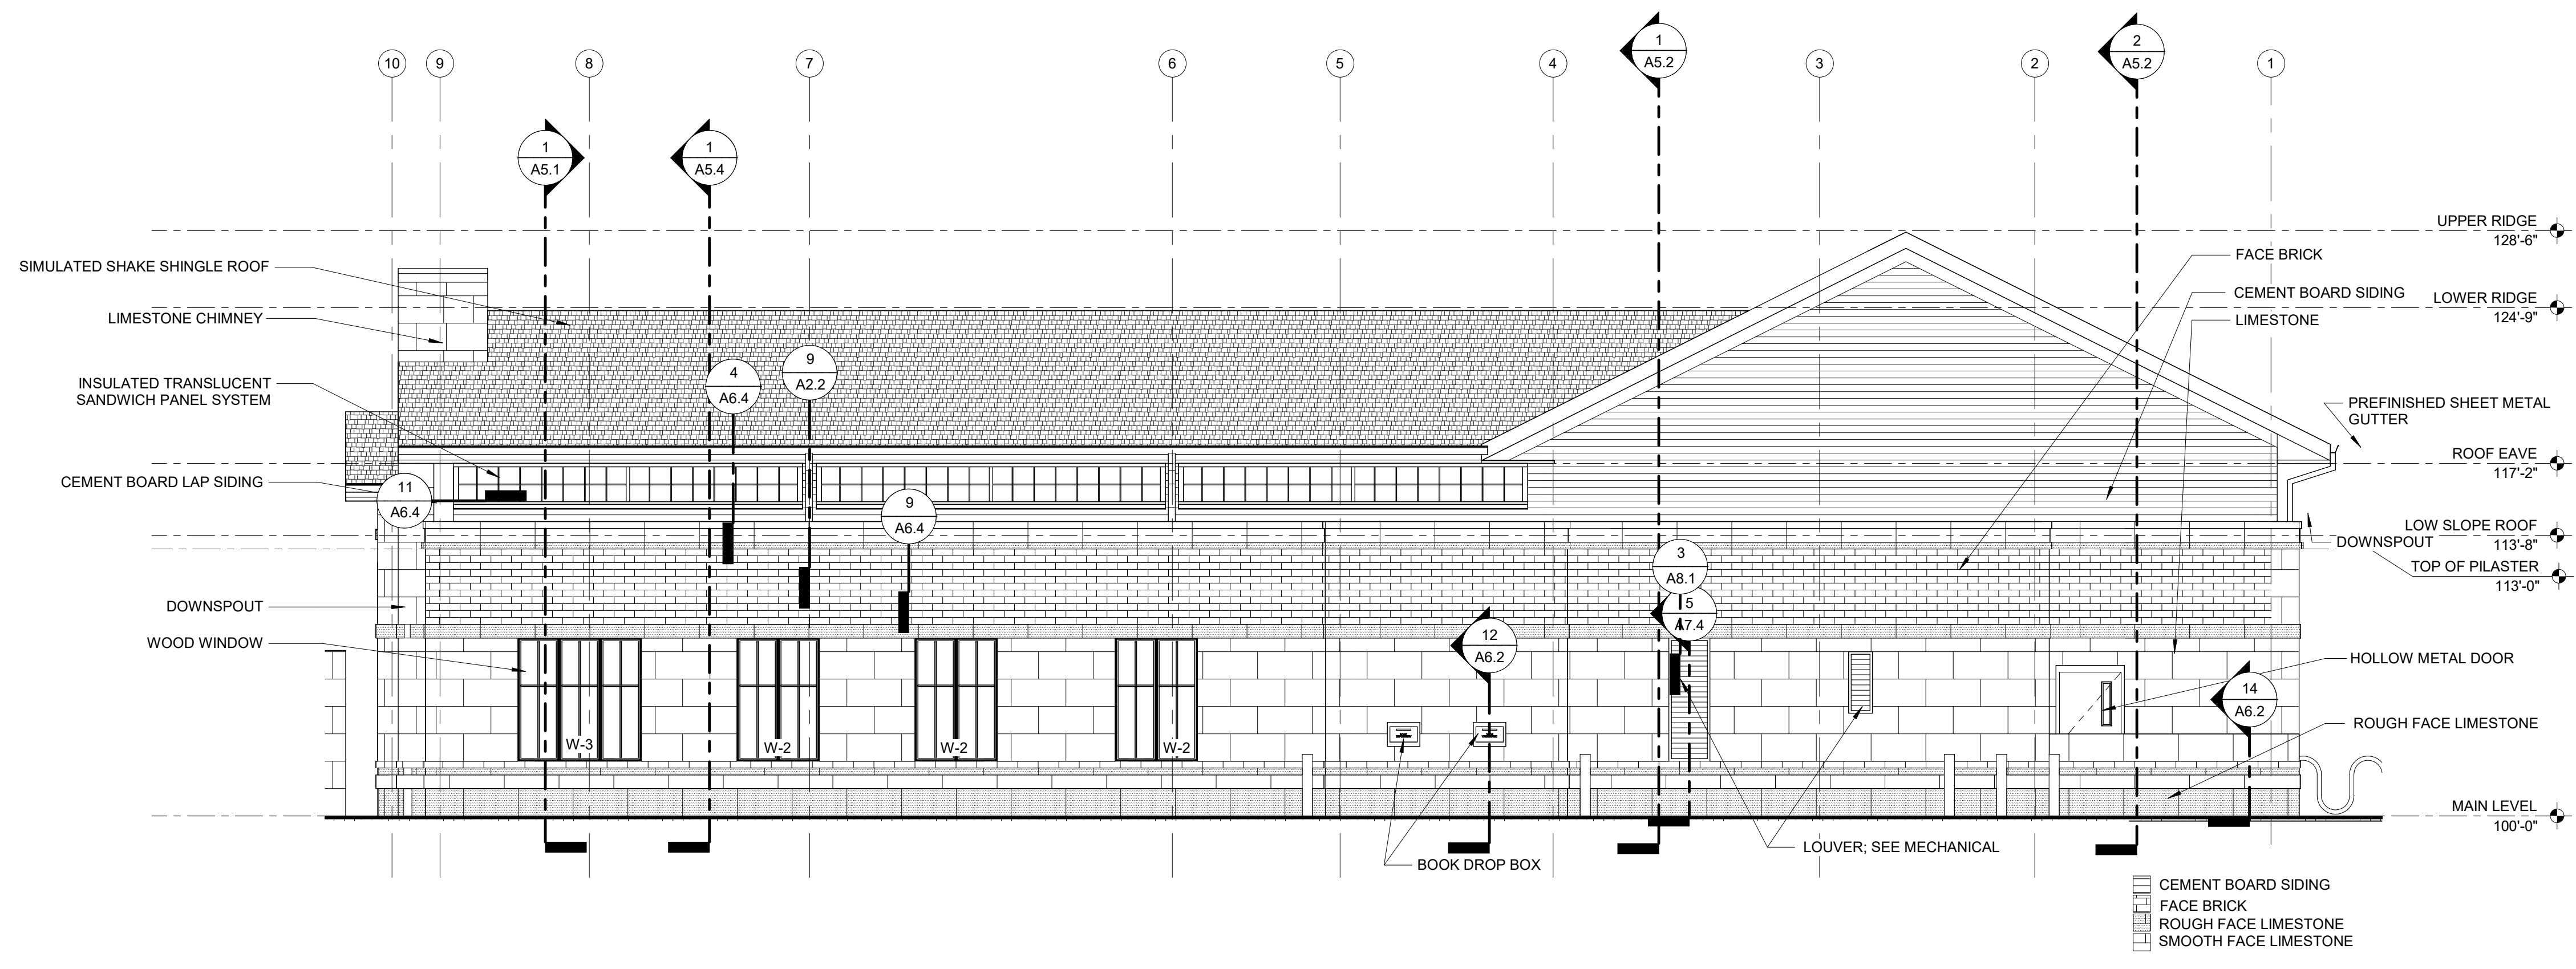 10
9
8
7
6
5
4
1
A5.2
3
2
2
A5.2
1
1
A5.1
1
A5.4
UPPER RIDGE
128'-6"
FACE BRICK
SIMULATED SHAKE SHINGLE ROOF
CEMENT BOARD SIDING
LOWER RIDGE
124'-9"
LIMESTONE CHIMNEY
LIMESTONE
9
A2.2
4
A6.4
INSULATED TRANSLUCENT
SANDWICH PANEL SYSTEM
PREFINISHED SHEET METAL
GUTTER
ROOF EAVE
117'-2"
CEMENT BOARD LAP SIDING
11
A6.4
9
A6.4
LOW SLOPE ROOF
113'-8"
DOWNSPOUT
3
A8.1
TOP OF PILASTER
113'-0"
DOWNSPOUT
5
A7.4
WOOD WINDOW
12
A6.2
HOLLOW METAL DOOR
14
A6.2
ROUGH FACE LIMESTONE
W-3
W-2
W-2
W-2
MAIN LEVEL
100'-0"
LOUVER; SEE MECHANICAL
BOOK DROP BOX
CEMENT BOARD SIDING
FACE BRICK
ROUGH FACE LIMESTONE
SMOOTH FACE LIMESTONE